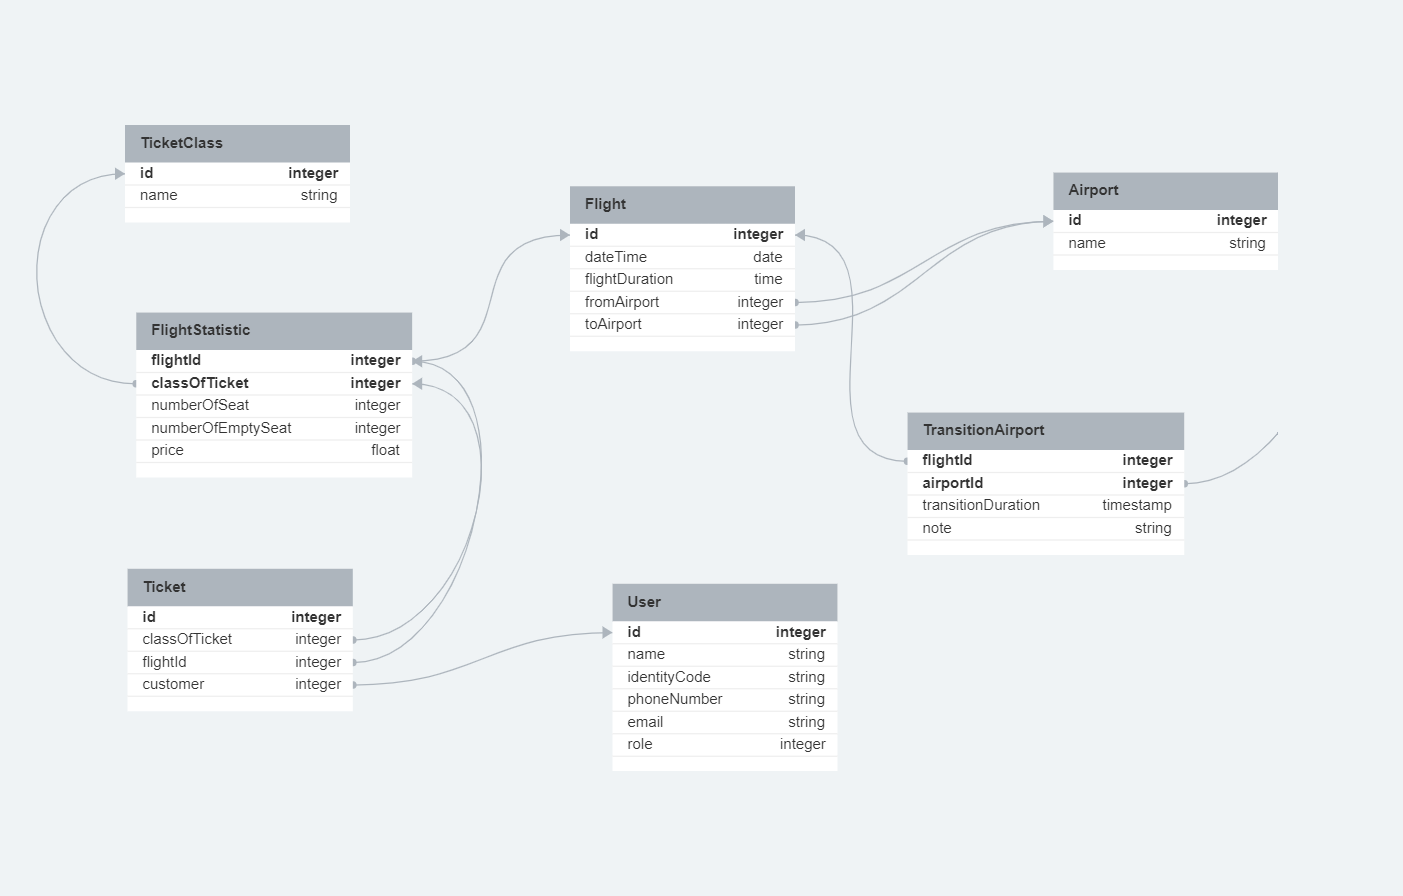 TicketClass
id integer
name string
Flight
id integer
dateTime date
flightDuration time
fromAirport integer
toAirport integer
Airport
id integer
name string
FlightStatistic
flightId integer
classOfTicket integer
numberOfSeat integer
numberOfEmptySeat integer
price float
TransitionAirport
flightId integer
airportId integer
transitionDuration timestamp
note string
Ticket
id integer
classOfTicket integer
flightId integer
customer integer
User
id integer
name string
identityCode string
phoneNumber string
email string
role integer